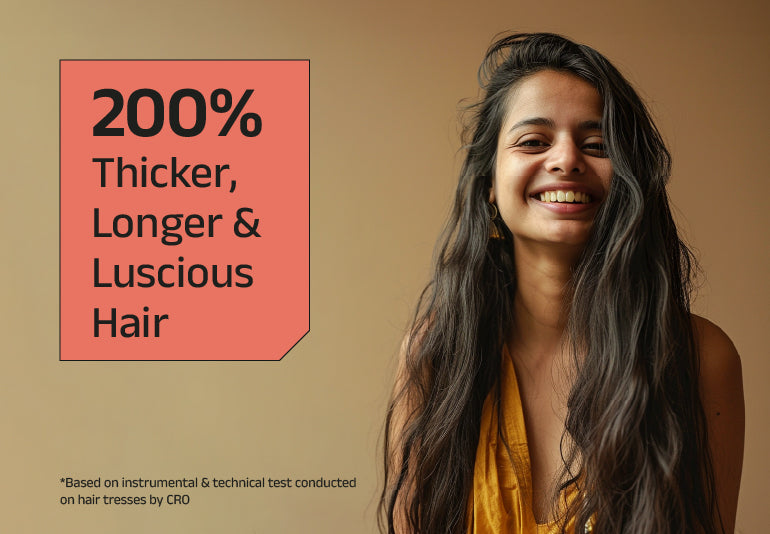 200%
Thicker,
Longer &
Luscious
Hair
*Based on instrumental & technical test conducted
on hair tresses by CRO